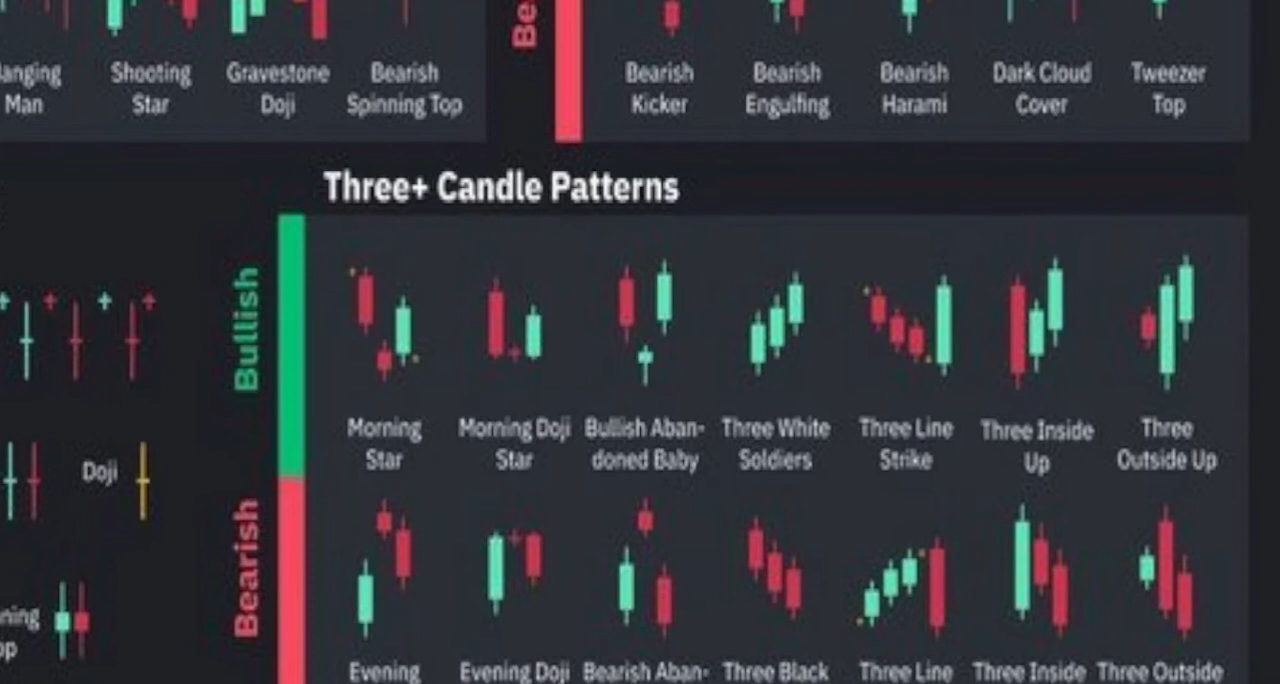 Be
Man
Shooting
Star
Gravestone
Doji
Bearish
Spinning Top
Bearish
Kicker
Bearish
Engulfing
Bearish
Harami
Dark Cloud
Cover
Tweezer
Top
Three+ Candle Patterns
Bullish
Morning
Star
Morning Doji
Star
Bullish Aban-
doned Baby
Three White
Soldiers
Three Line
Strike
Three Inside
Up
Three
Outside Up
Doji
Bearish
Evening
Evening Doji
Bearish Aban-
Three Black
Three Line
Three Inside
Three Outside